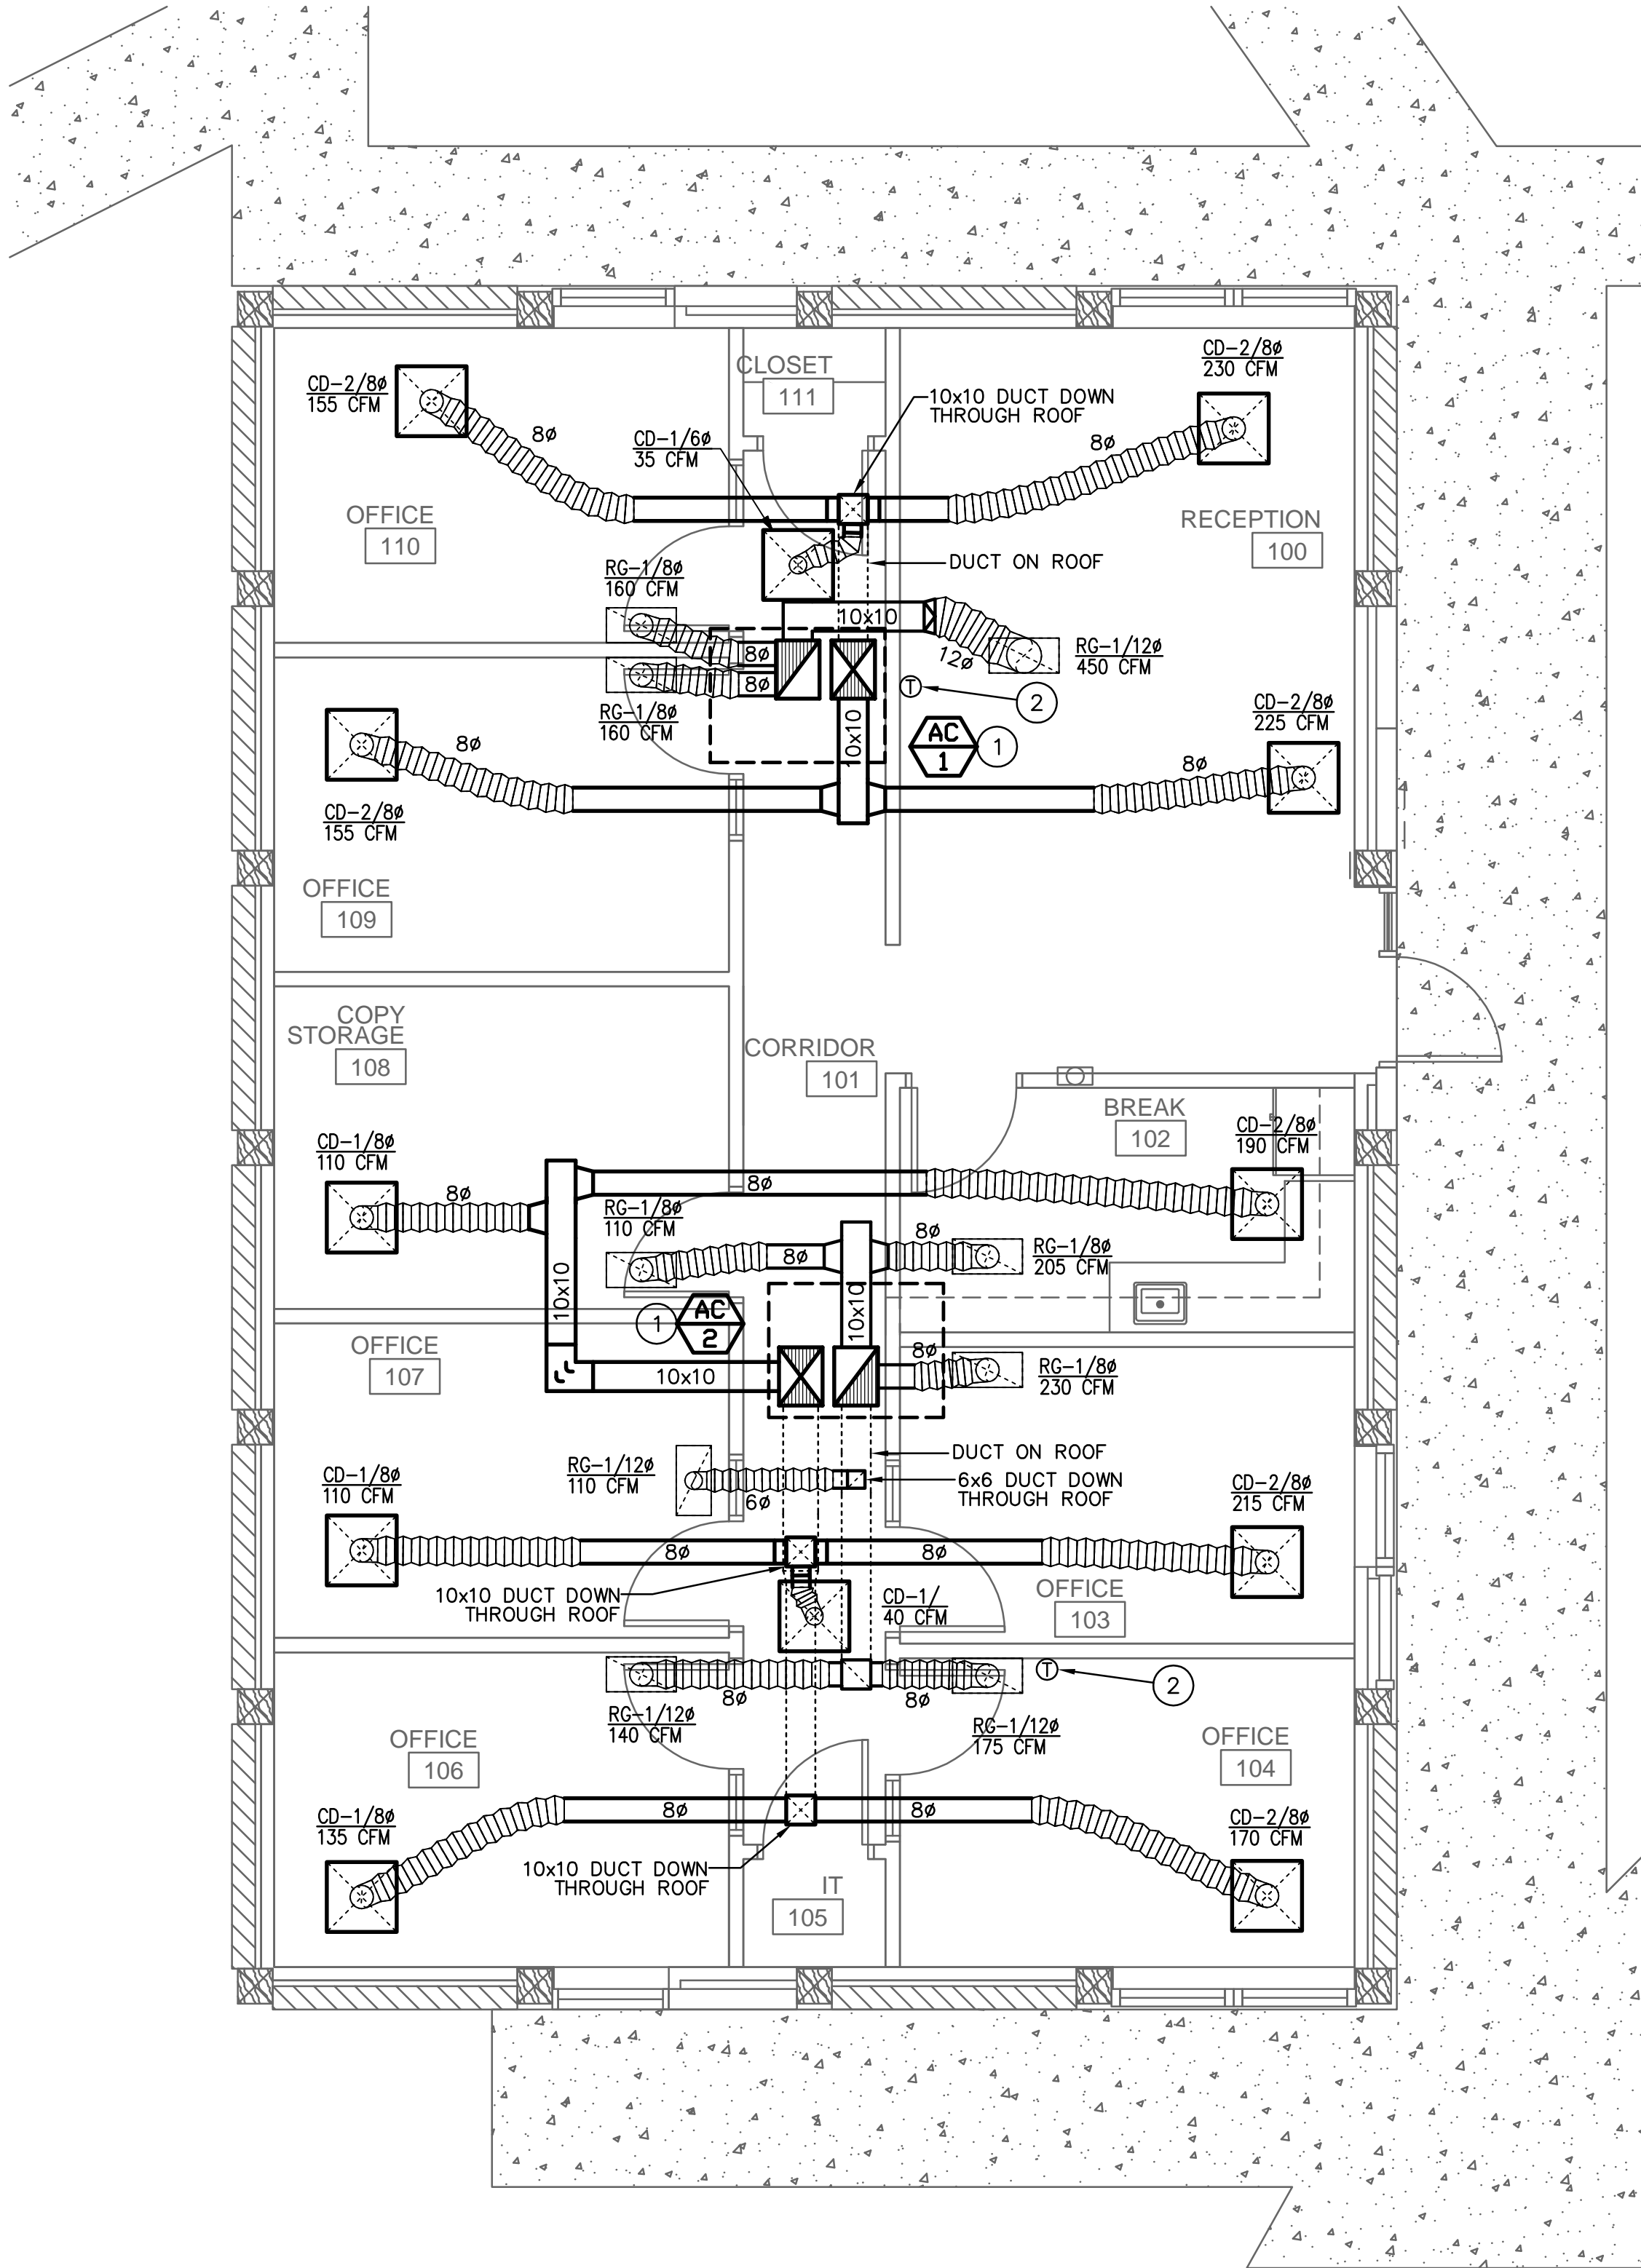 CD-2/8ø
230 CFM
CLOSET
111
CD-2/8ø
155 CFM
10x10 DUCT DOWN
THROUGH ROOF
8ø
CD-1/6ø
35 CFM
8ø
OFFICE
110
RECEPTION
100
DUCT ON ROOF
RG-1/8ø
160 CFM
10x10
8ø
12ø
RG-1/12ø
450 CFM
8ø
T
2
RG-1/8ø
160 CFM
CD-2/8ø
225 CFM
AC
1
1
10x10
8ø
8ø
CD-2/8ø
155 CFM
OFFICE
109
COPY
STORAGE
108
CORRIDOR
101
BREAK
102
CD-2/8ø
190 CFM
CD-1/8ø
110 CFM
8ø
8ø
RG-1/8ø
110 CFM
8ø
8ø
RG-1/8ø
205 CFM
10x10
10x10
1
AC
2
OFFICE
107
8ø
10x10
RG-1/8ø
230 CFM
DUCT ON ROOF
RG-1/12ø
110 CFM
6ø
6x6 DUCT DOWN
THROUGH ROOF
CD-1/8ø
110 CFM
CD-2/8ø
215 CFM
8ø
8ø
10x10 DUCT DOWN
THROUGH ROOF
CD-1/
40 CFM
OFFICE
103
T
2
8ø
8ø
RG-1/12ø
140 CFM
RG-1/12ø
175 CFM
OFFICE
106
OFFICE
104
CD-1/8ø
135 CFM
8ø
8ø
CD-2/8ø
170 CFM
10x10 DUCT DOWN
THROUGH ROOF
IT
105